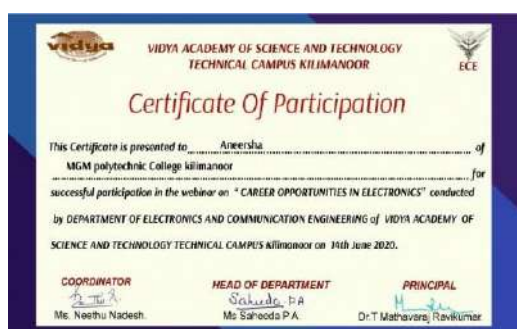 vidya
VIDYA ACADEMY OF SCIENCE AND TECHNOLOGY
TECHNICAL CAMPUS KILIMANOOR
ECE
Certificate Of Participation
This Certificate is presented to Aneersha of
MGM polytechnic College kilimanoor for
successful participation in the webinar on " CAREER OPPORTUNITIES IN ELECTRONICS" conducted
by DEPARTMENT OF ELECTRONICS AND COMMUNICATION ENGINEERING of VIDYA ACADEMY OF
SCIENCE AND TECHNOLOGY TECHNICAL CAMPUS Kilimanoor on 14th June 2020.
COORDINATOR
Ms. Neethu Nadesh.
HEAD OF DEPARTMENT
Saheeda P.A
Ms Saheeda P A
PRINCIPAL
Dr.T Mathavaraj Ravikumar